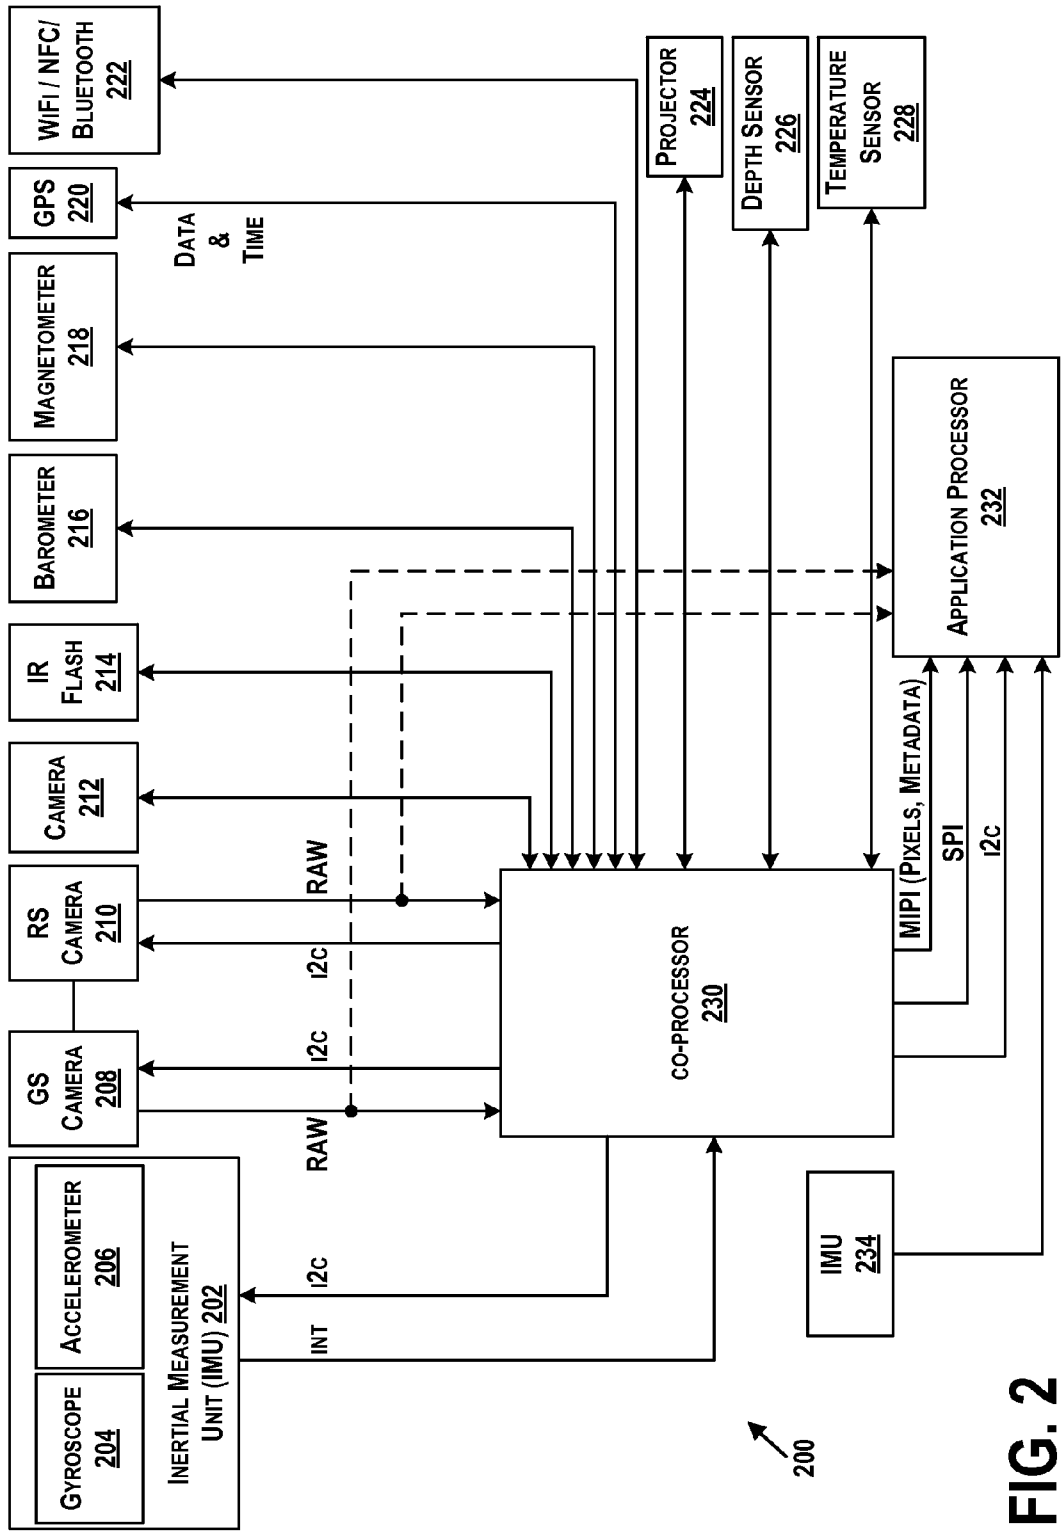 GYROSCOPE
204
ACCELEROMETER
206
INERTIAL MEASUREMENT
UNIT (IMU) 202
GS
CAMERA
208
RS
CAMERA
210
CAMERA
212
IR
FLASH
214
BAROMETER
216
MAGNETOMETER
218
GPS
220
WIFI / NFC/
BLUETOOTH
222
INT
I2C
RAW
I2C
I2C
RAW
DATA
&
TIME
CO-PROCESSOR
230
PROJECTOR
224
DEPTH SENSOR
226
TEMPERATURE
SENSOR
228
IMU
234
MIPI (PIXELS, METADATA)
SPI
I2C
APPLICATION PROCESSOR
232
200
FIG. 2